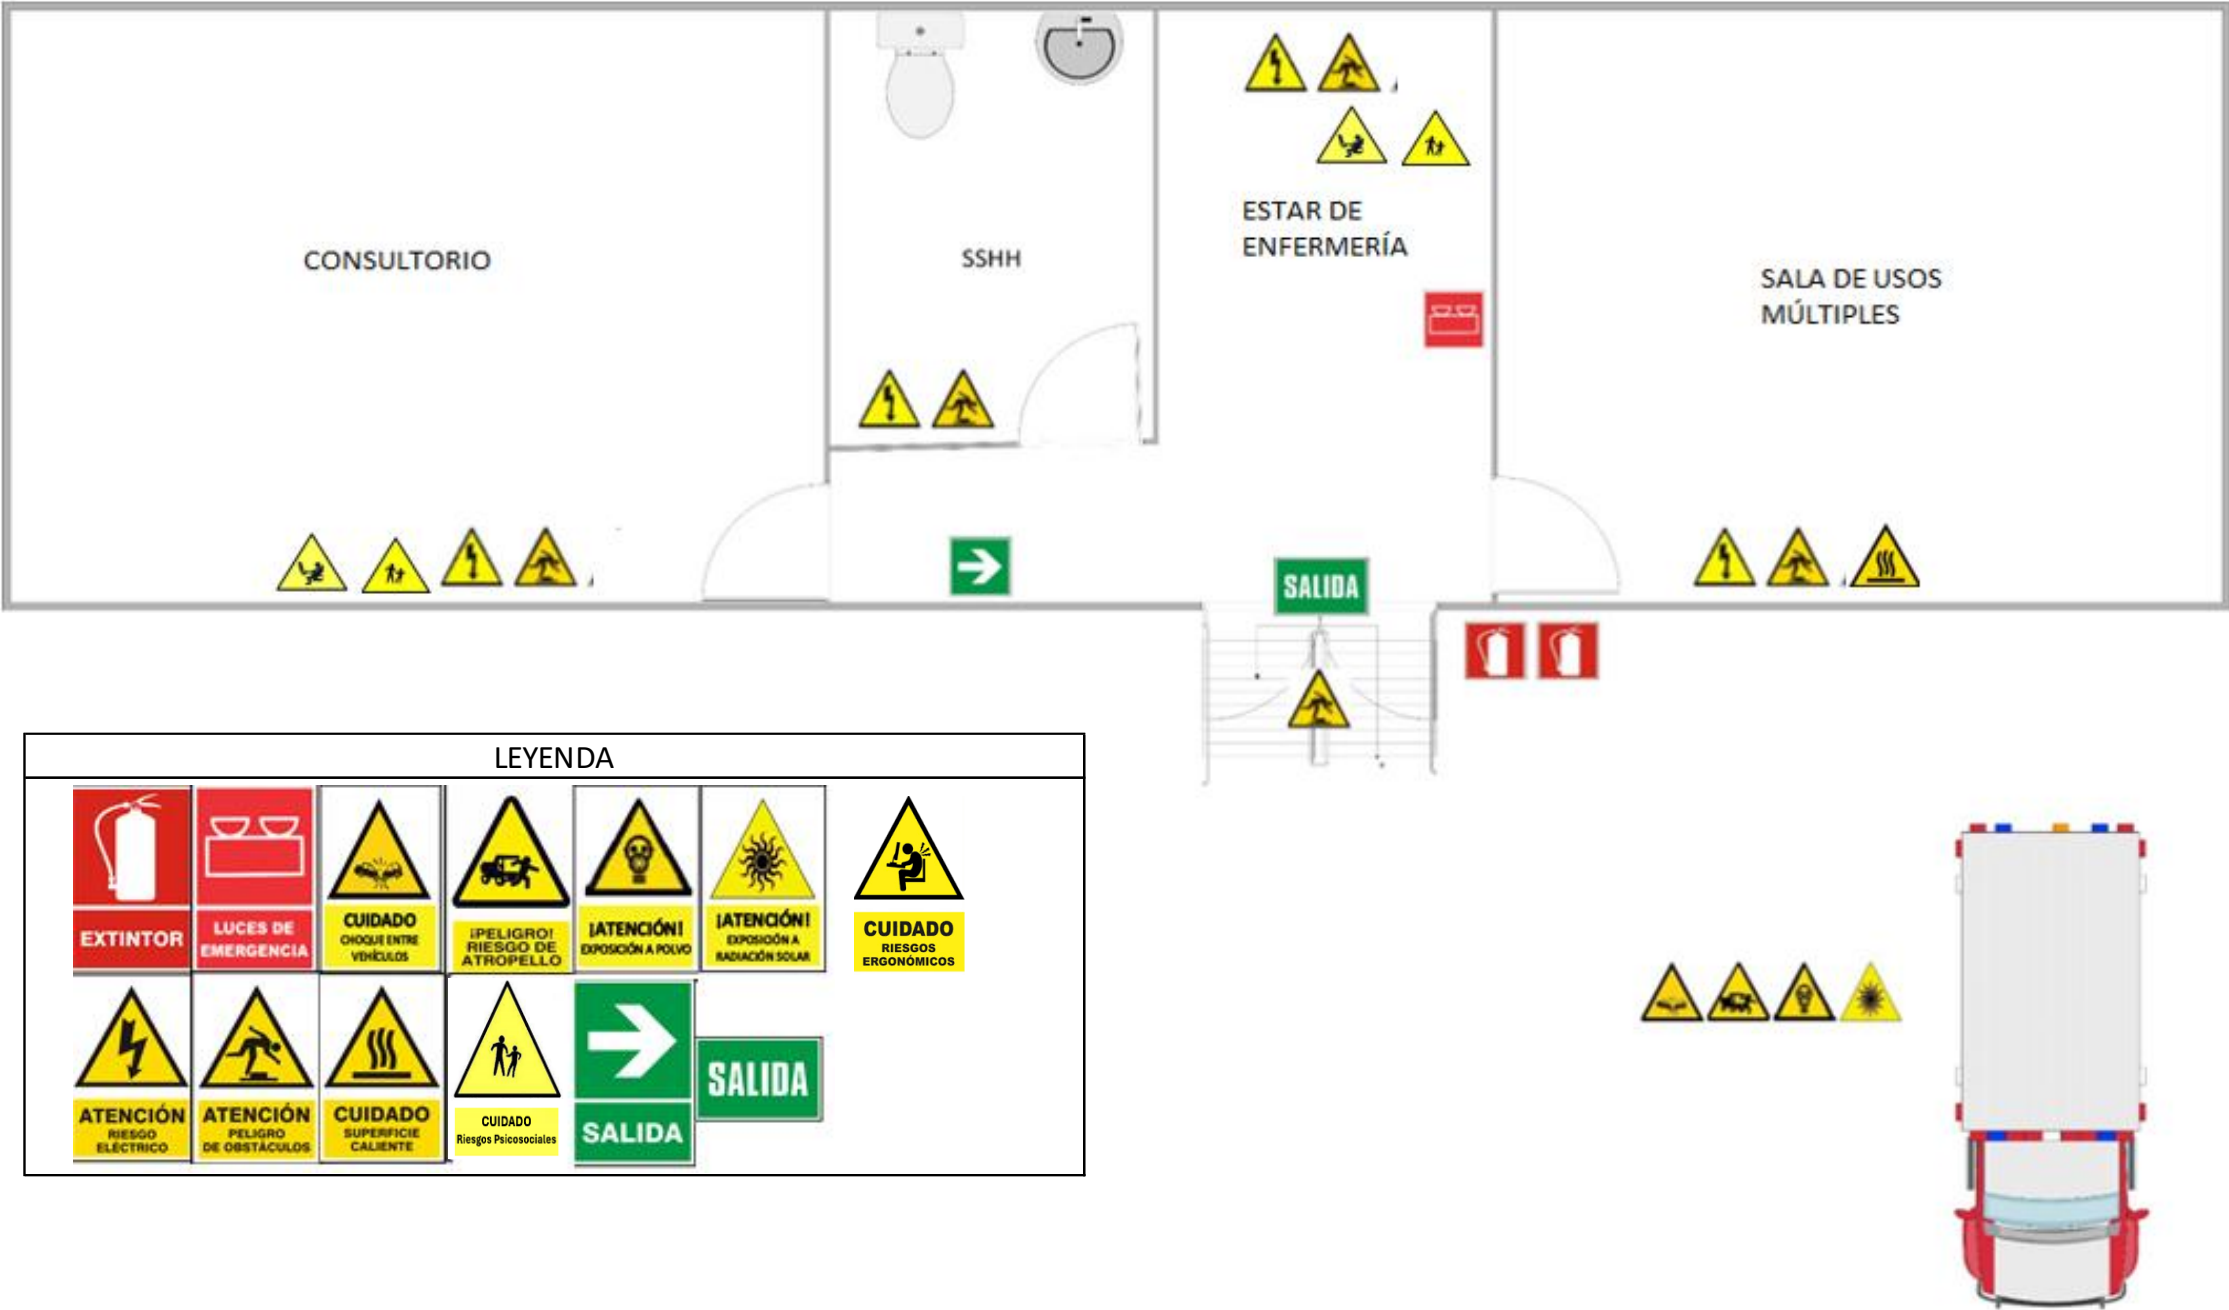 CONSULTORIO
SSHH
ESTAR DE
ENFERMERÍA
SALA DE USOS
MÚLTIPLES
SALIDA
LEYENDA
EXTINTOR
LUCES DE
EMERGENCIA
CUIDADO
CHOQUE ENTRE
VEHÍCULOS
¡PELIGRO!
RIESGO DE
ATROPELLO
¡ATENCIÓN!
EXPOSICIÓN A POLVO
¡ATENCIÓN!
EXPOSICIÓN A
RADIACIÓN SOLAR
CUIDADO
RIESGOS
ERGONÓMICOS
ATENCIÓN
RIESGO
ELÉCTRICO
ATENCIÓN
PELIGRO
DE OBSTÁCULOS
CUIDADO
SUPERFICIE
CALIENTE
CUIDADO
Riesgos Psicosociales
SALIDA
SALIDA